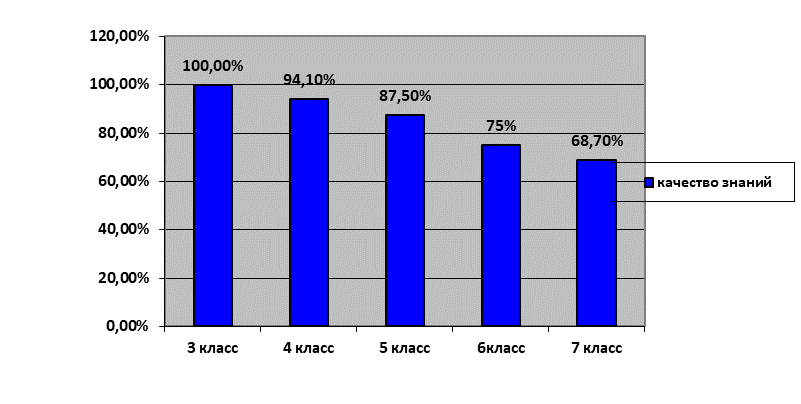 120,00%
100,00%
80,00%
60,00%
40,00%
20,00%
0,00%
100,00%
94,10%
87,50%
75%
68,70%
3 класс
4 класс
5 класс
6класс
7 класс
качество знаний